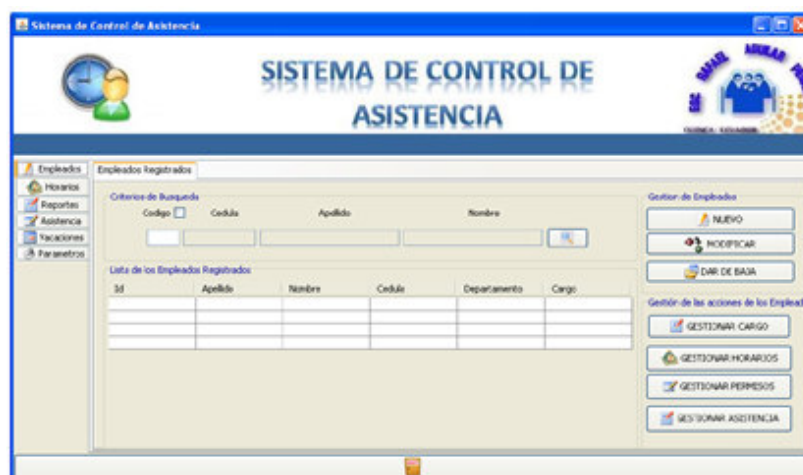 Sistema de Control de Asistencia
SISTEMA DE CONTROL DE
ASISTENCIA
RAFAEL AGUILAR
Empleados
Horarios
Reportes
Asistencia
Vacaciones
Parametros
Empleados Registrados
Criterios de Busqueda
Codigo Cedula Apellido Nombre
Lista de los Empleados Registrados
Id Apellido Nombre Cedula Departamento Cargo
Gestion de Empleados
NUEVO
MODIFICAR
DAR DE BAJA
Gestión de las acciones de los Emplead
GESTIONAR CARGO
GESTIONAR HORARIOS
GESTIONAR PERMISOS
GESTIONAR ASISTENCIA